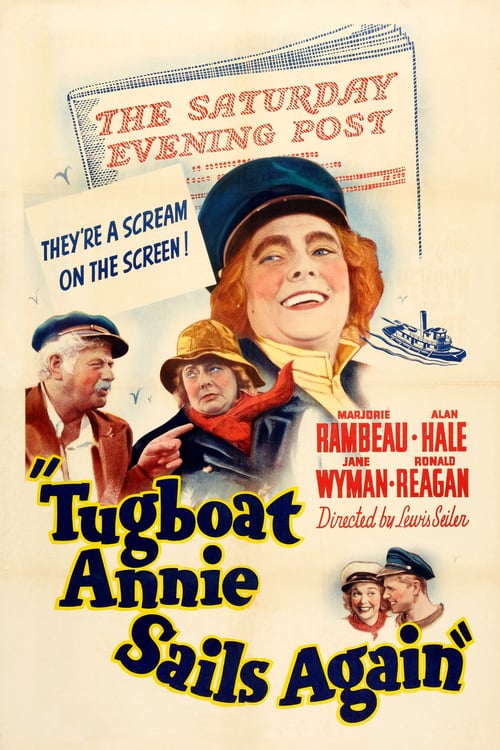 THE SATURDAY
EVENING POST
THEY'RE A SCREAM
ON THE SCREEN!
MARJORIE ALAN
RAMBEAU • HALE
JANE RONALD
WYMAN • REAGAN
Directed by Lewis Seiler
"Tugboat
Annie
Sails Again"